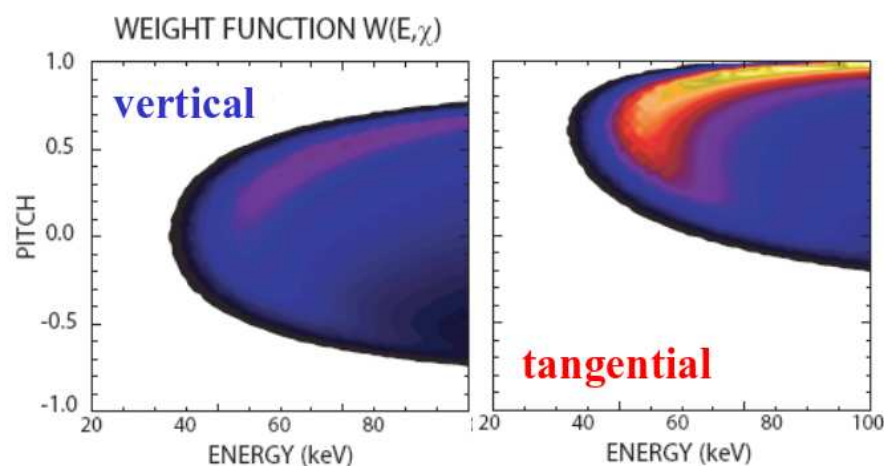 WEIGHT FUNCTION W(E,χ)
vertical
tangential
PITCH
1.0
0.5
0.0
-0.5
-1.0
20 40 60 80
20 40 60 80 100
ENERGY (keV)
ENERGY (keV)